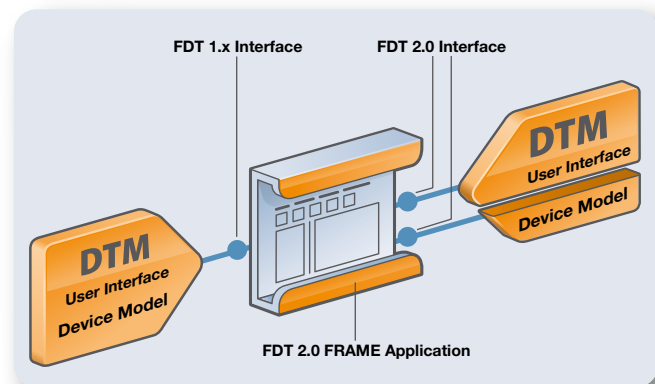 FDT 1.x Interface
FDT 2.0 Interface
DTM
User Interface
Device Model
DTM
User Interface
Device Model
FDT 2.0 FRAME Application